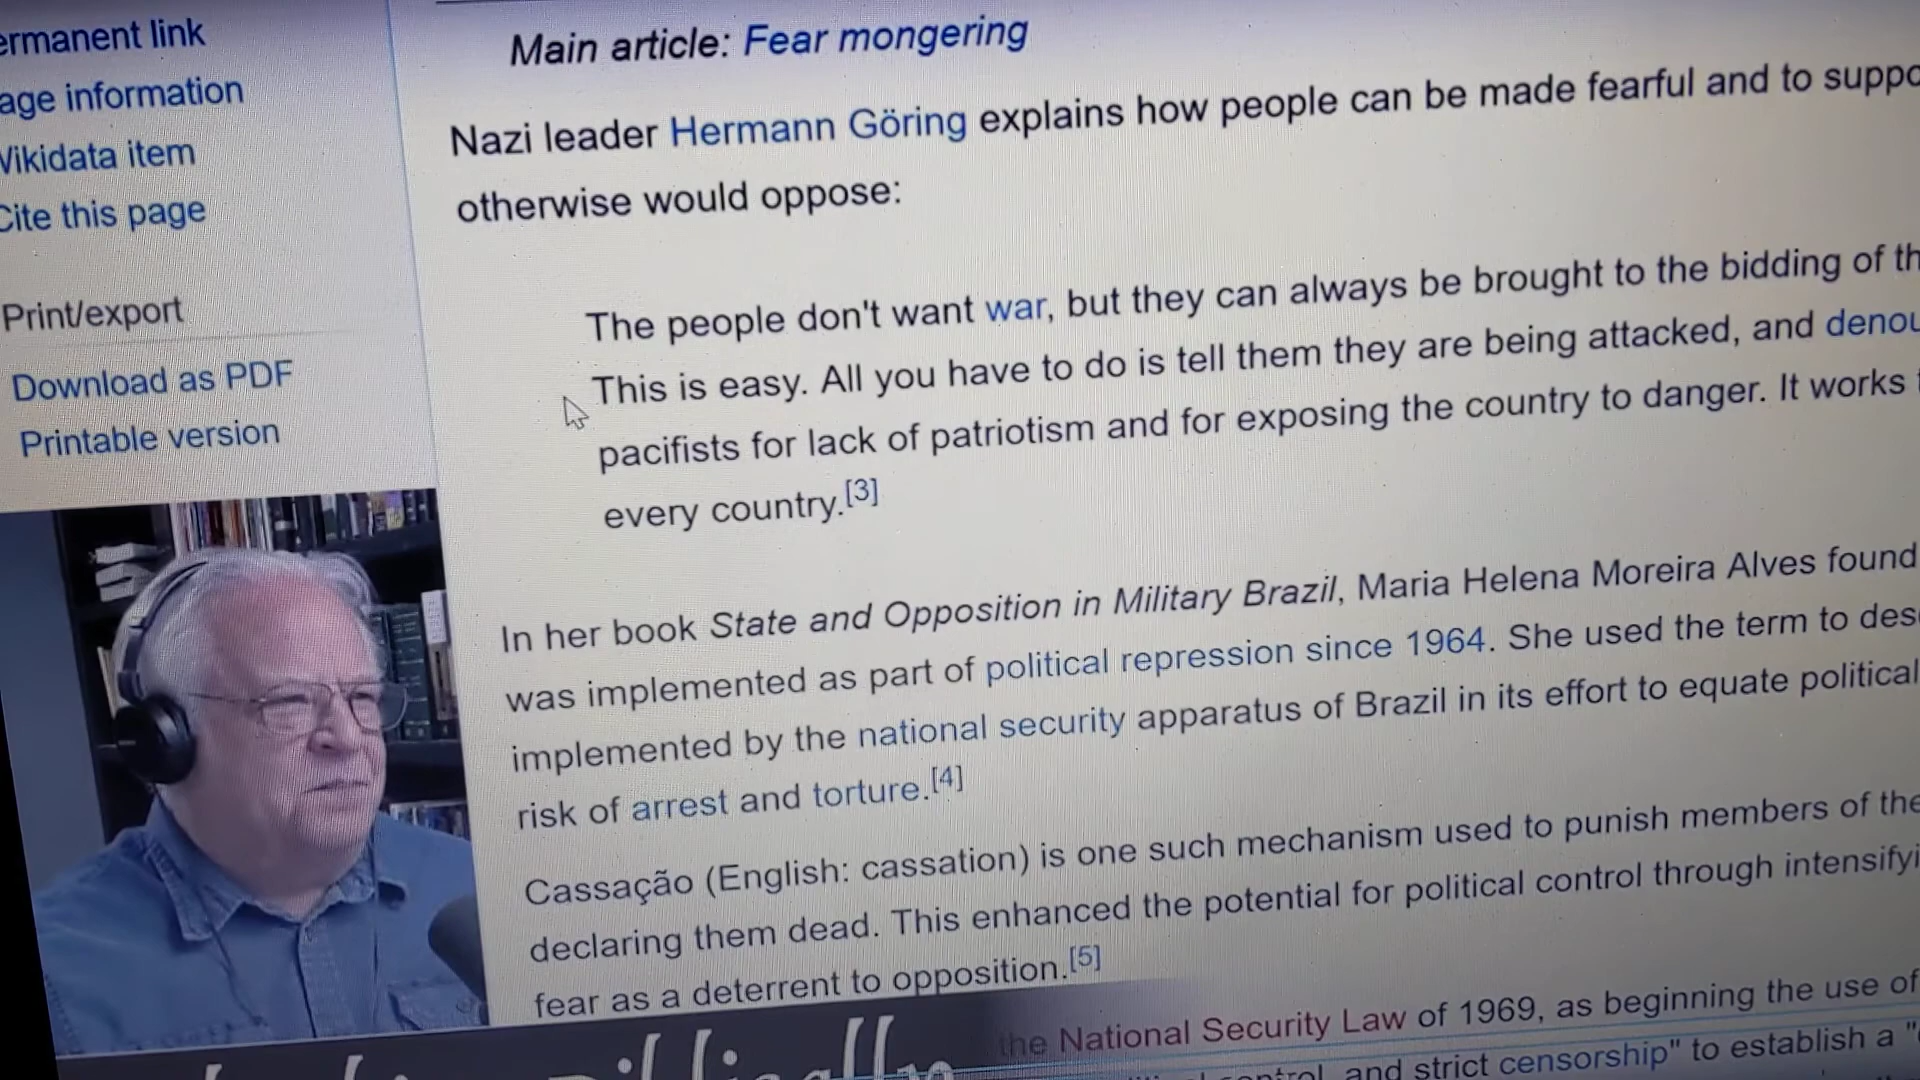 ermanent link
age information
Vikidata item
Cite this page
Print/export
Download as PDF
Printable version
Main article: Fear mongering
Nazi leader Hermann Göring explains how people can be made fearful and to suppo
otherwise would oppose:
The people don't want war, but they can always be brought to the bidding of th
This is easy. All you have to do is tell them they are being attacked, and denou
pacifists for lack of patriotism and for exposing the country to danger. It works
every country.[3]
In her book State and Opposition in Military Brazil, Maria Helena Moreira Alves found
was implemented as part of political repression since 1964. She used the term to des
implemented by the national security apparatus of Brazil in its effort to equate political
risk of arrest and torture.[4]
Cassação (English: cassation) is one such mechanism used to punish members of the
declaring them dead. This enhanced the potential for political control through intensifyi
fear as a deterrent to opposition.[5]
the National Security Law of 1969, as beginning the use of
control, and strict censorship" to establish a "